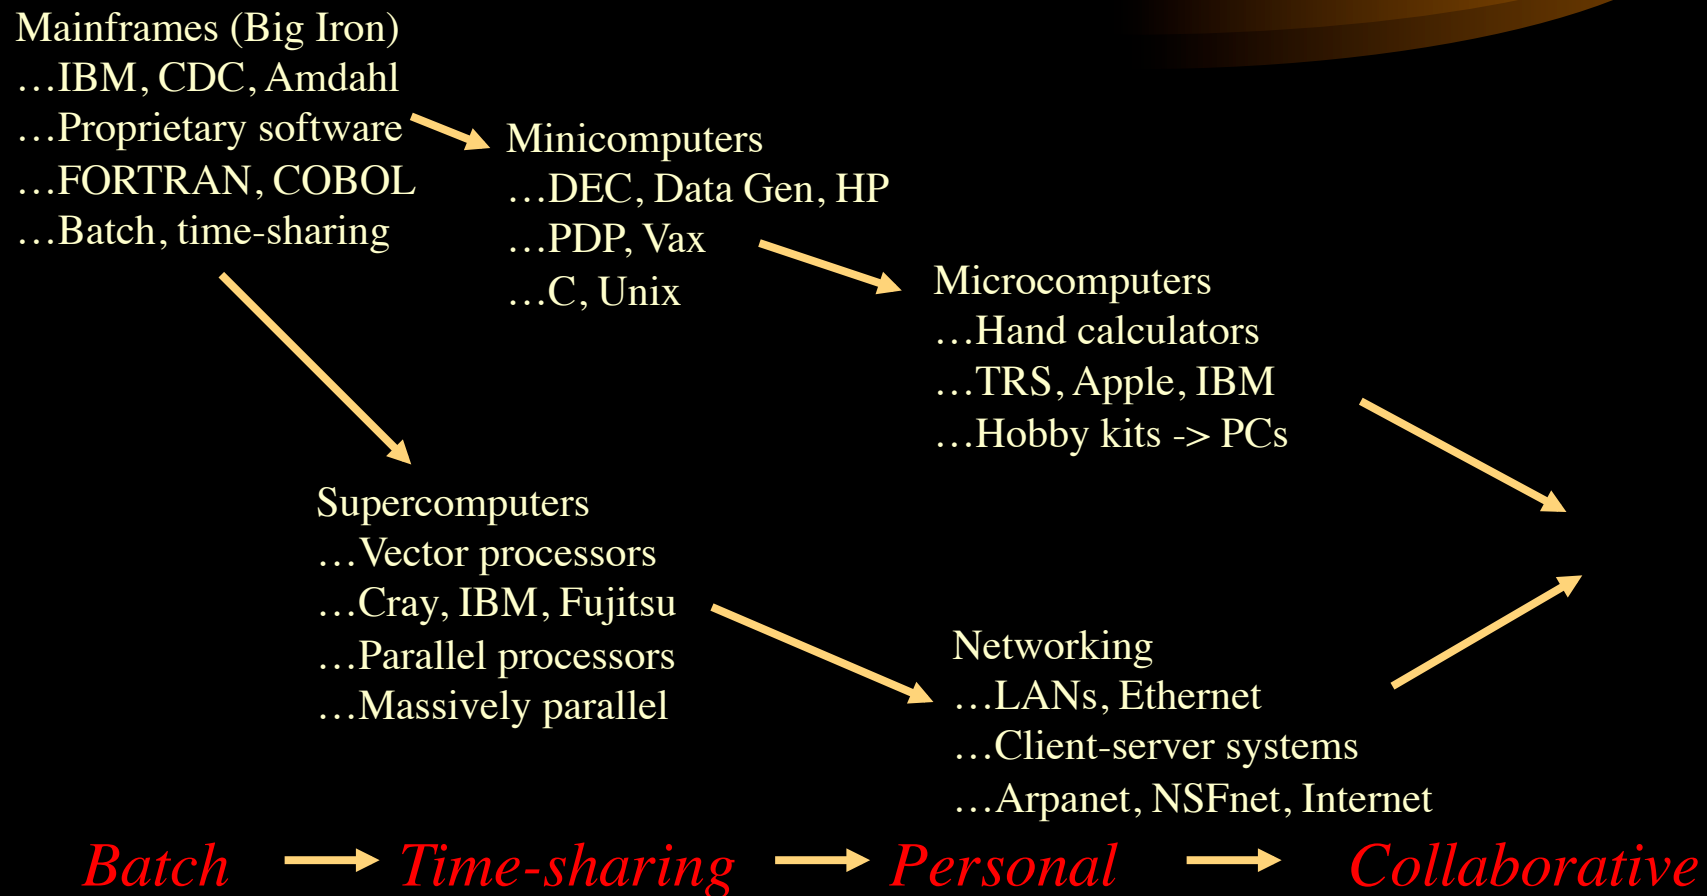 Mainframes (Big Iron)
…IBM, CDC, Amdahl
…Proprietary software
…FORTRAN, COBOL
…Batch, time-sharing
Minicomputers
…DEC, Data Gen, HP
…PDP, Vax
…C, Unix
Microcomputers
…Hand calculators
…TRS, Apple, IBM
…Hobby kits -> PCs
Supercomputers
…Vector processors
…Cray, IBM, Fujitsu
…Parallel processors
…Massively parallel
Networking
…LANs, Ethernet
…Client-server systems
…Arpanet, NSFnet, Internet
Batch Time-sharing Personal Collaborative